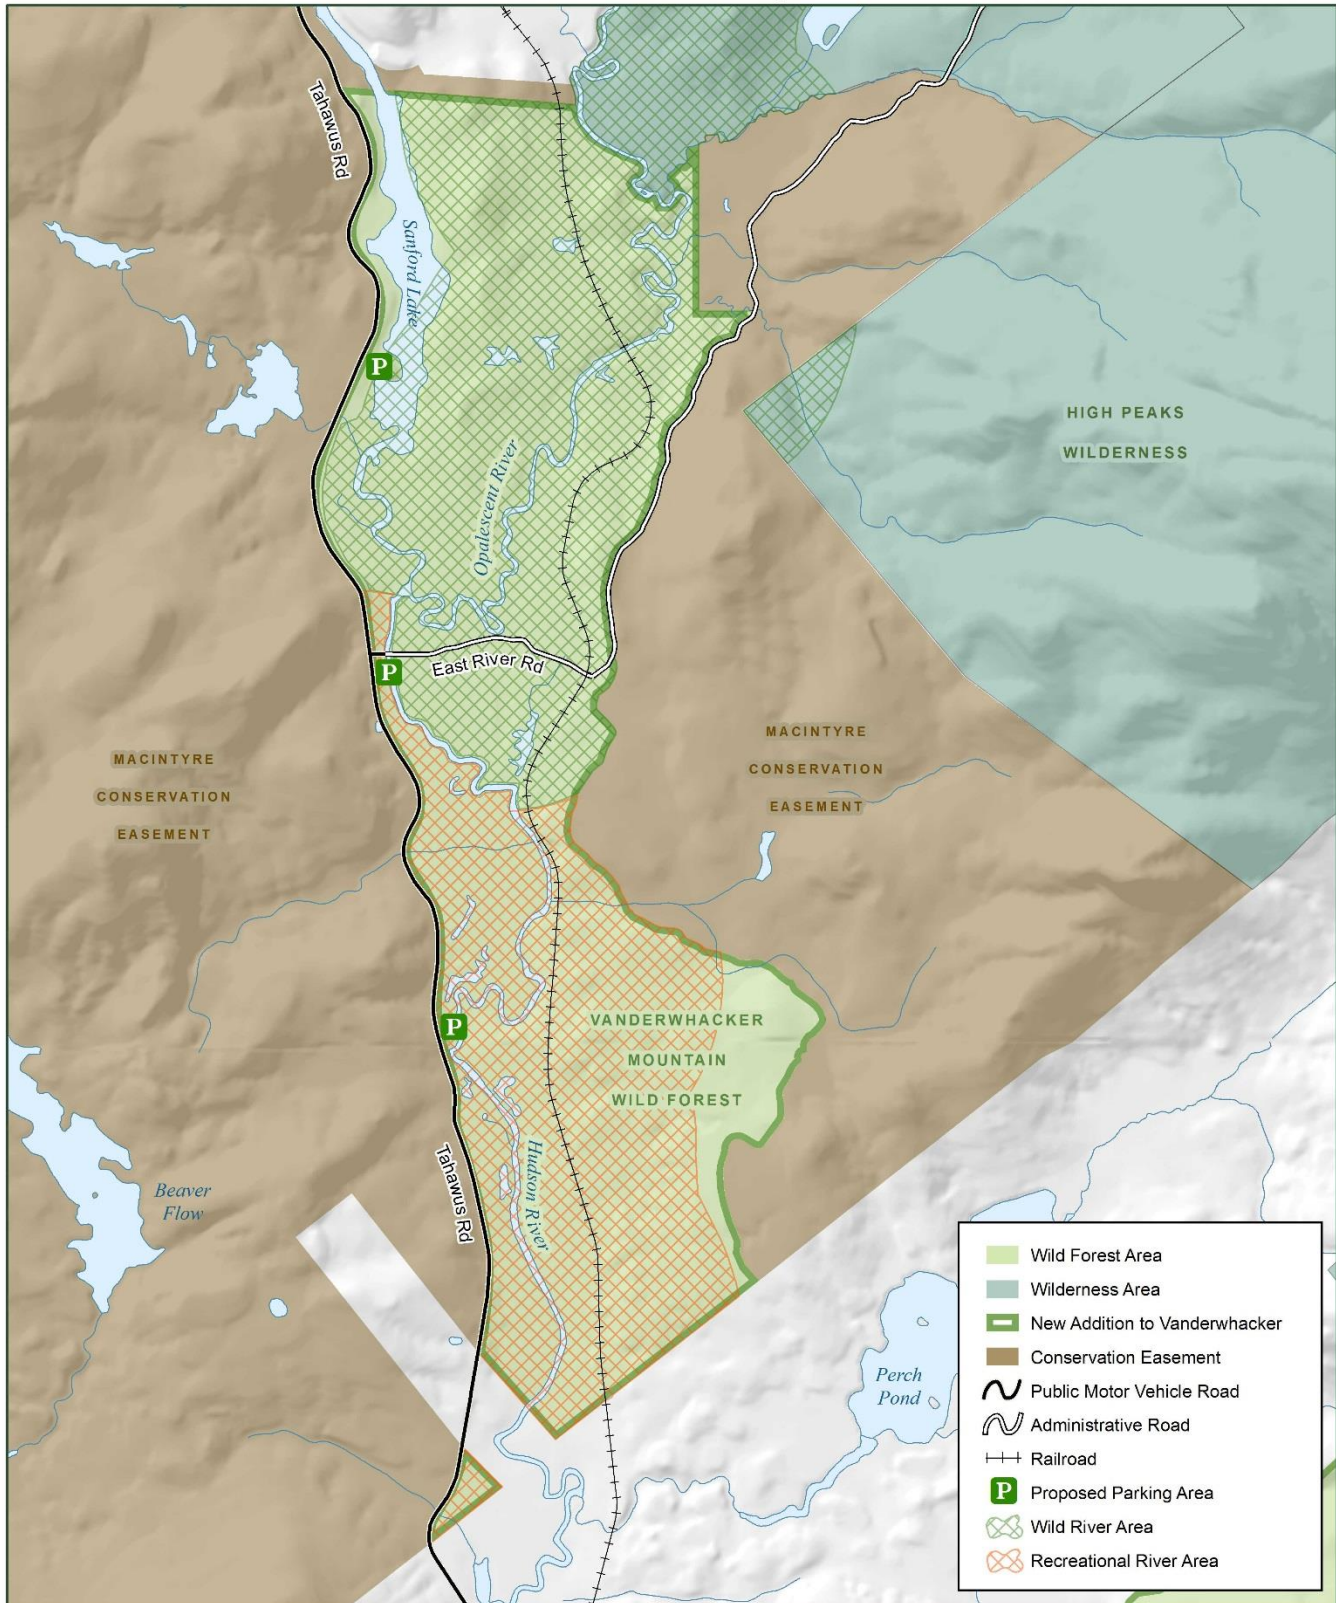 Tahawus Rd
Sanford Lake
P
HIGH PEAKS
WILDERNESS
Opalescent River
East River Rd
P
MACINTYRE
CONSERVATION
EASEMENT
MACINTYRE
CONSERVATION
EASEMENT
P
VANDERWHACKER
MOUNTAIN
WILD FOREST
Tahawus Rd
Hudson River
Beaver
Flow
Perch
Pond
Wild Forest Area
Wilderness Area
New Addition to Vanderwhacker
Conservation Easement
Public Motor Vehicle Road
Administrative Road
Railroad
P Proposed Parking Area
Wild River Area
Recreational River Area